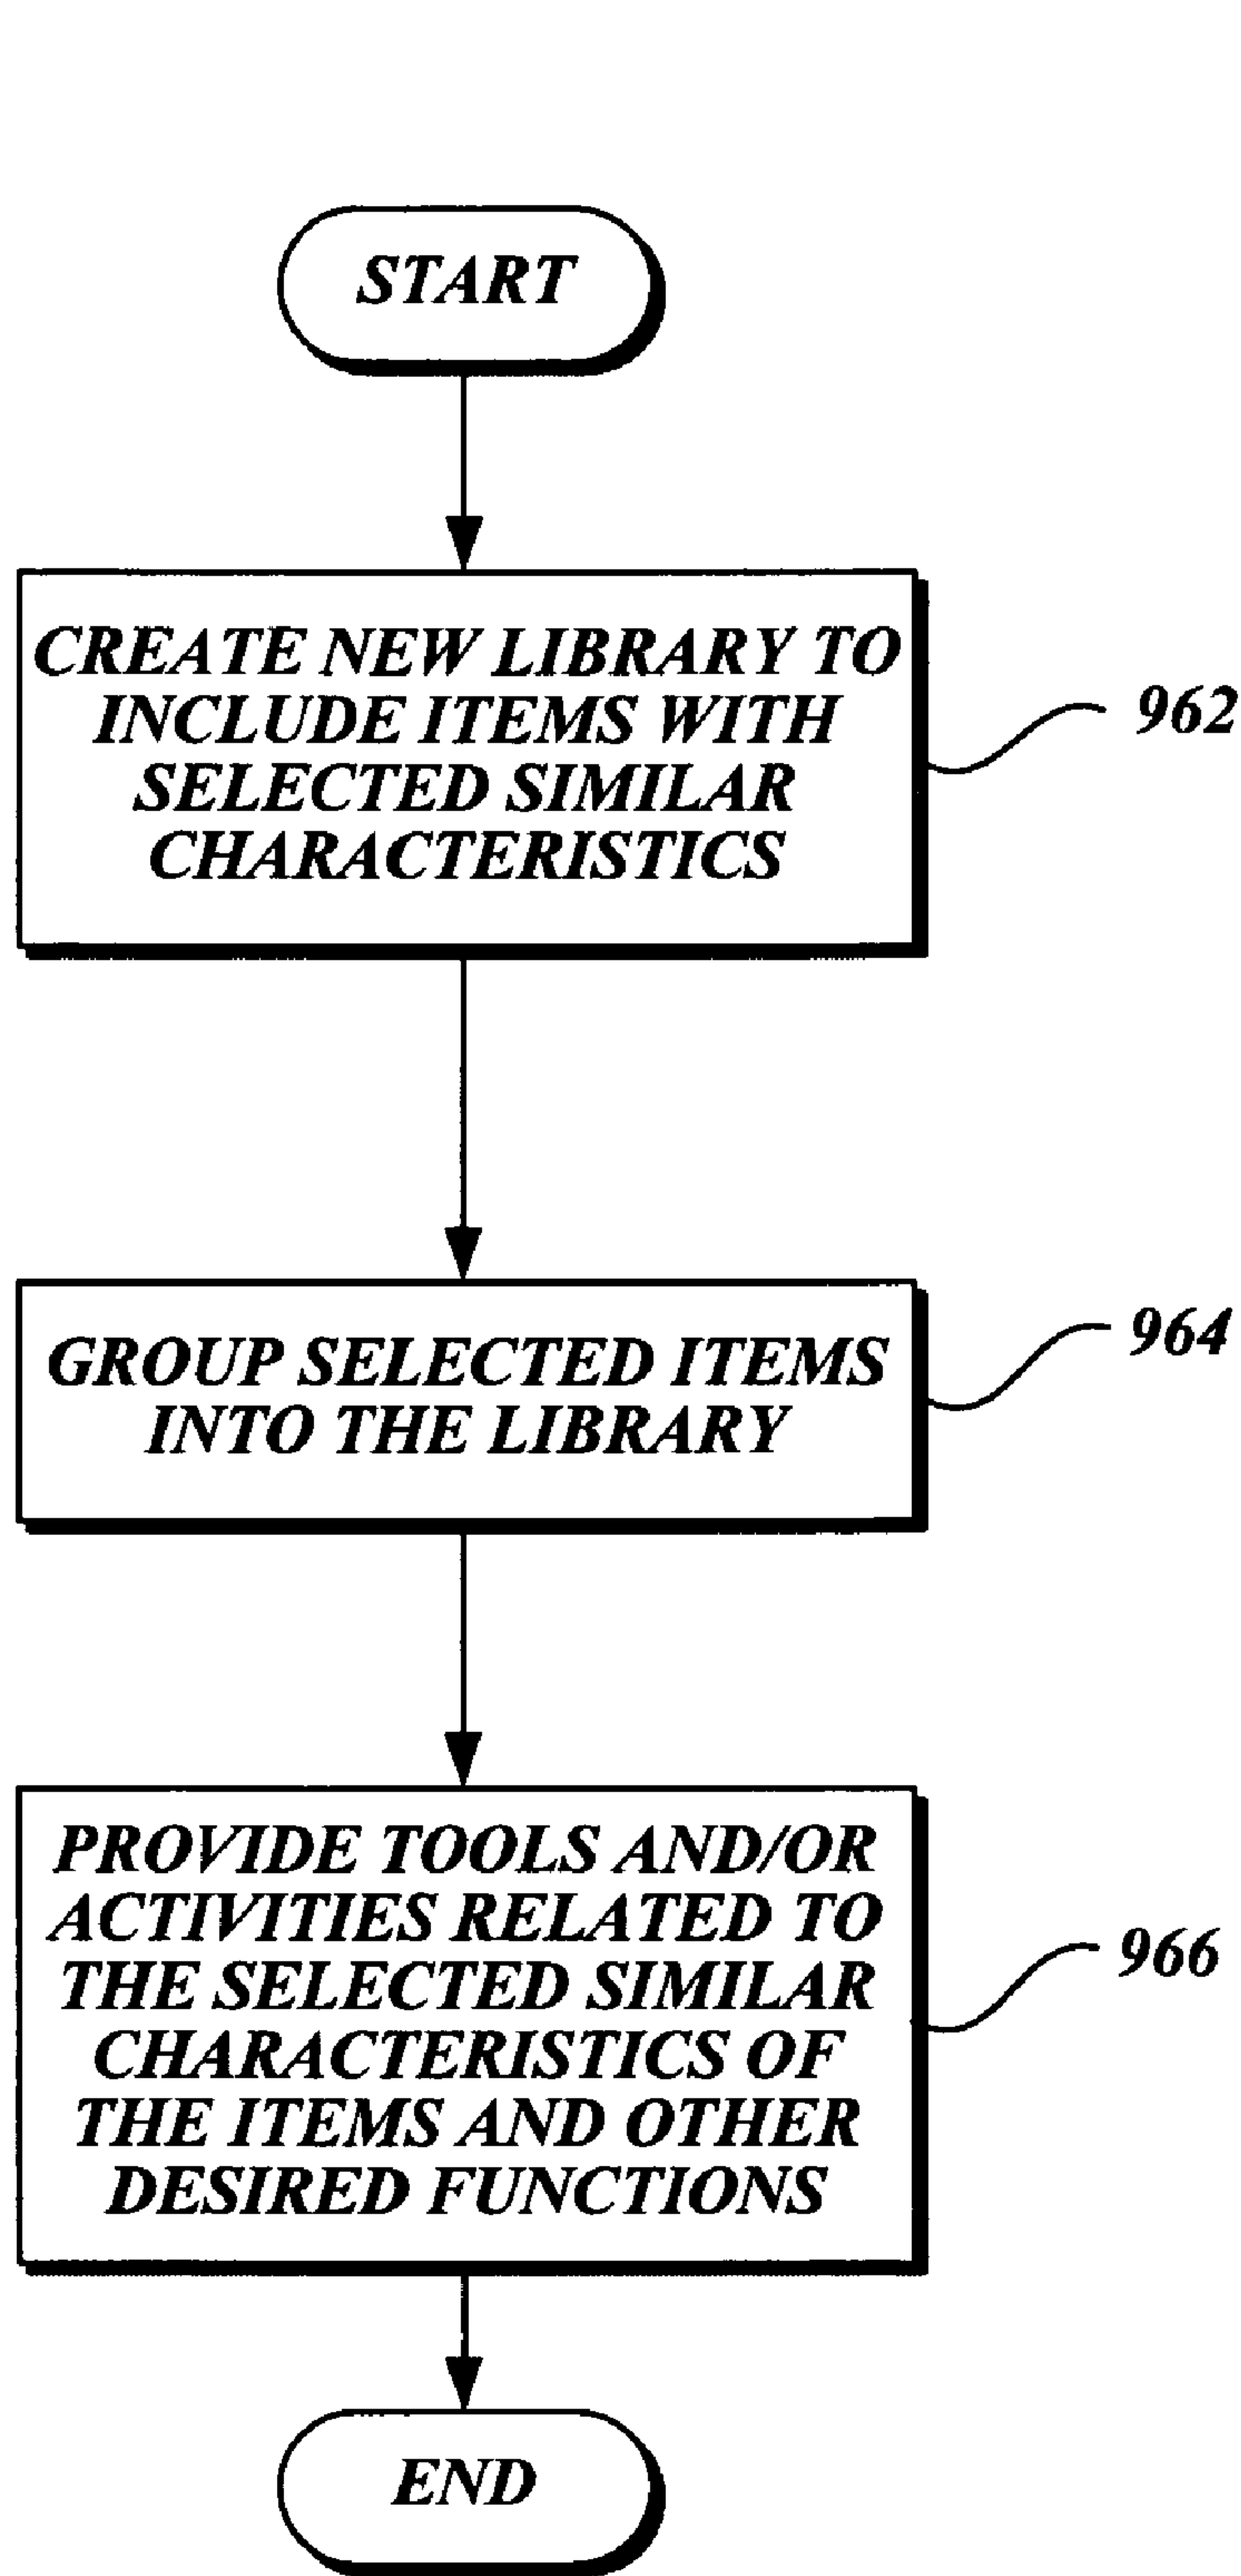 START
CREATE NEW LIBRARY TO
INCLUDE ITEMS WITH
SELECTED SIMILAR
CHARACTERISTICS
962
GROUP SELECTED ITEMS
INTO THE LIBRARY
964
PROVIDE TOOLS AND/OR
ACTIVITIES RELATED TO
THE SELECTED SIMILAR
CHARACTERISTICS OF
THE ITEMS AND OTHER
DESIRED FUNCTIONS
966
END